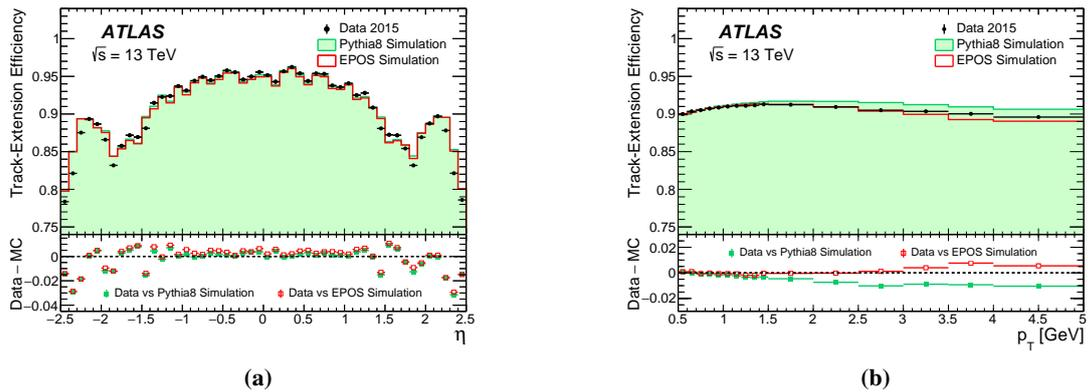 Track-Extension Efficiency
1
0.95
0.9
0.85
0.8
0.75
ATLAS
√s = 13 TeV
Data 2015
Pythia8 Simulation
EPOS Simulation
Data – MC
0
−0.02
−0.04
Data vs Pythia8 Simulation
Data vs EPOS Simulation
−2.5 −2 −1.5 −1 −0.5 0 0.5 1 1.5 2 2.5
η
(a)
Track-Extension Efficiency
1
0.95
0.9
0.85
0.8
0.75
ATLAS
√s = 13 TeV
Data 2015
Pythia8 Simulation
EPOS Simulation
Data – MC
0.02
0
−0.02
Data vs Pythia8 Simulation
Data vs EPOS Simulation
0.5 1 1.5 2 2.5 3 3.5 4 4.5 5
p_T [GeV]
(b)